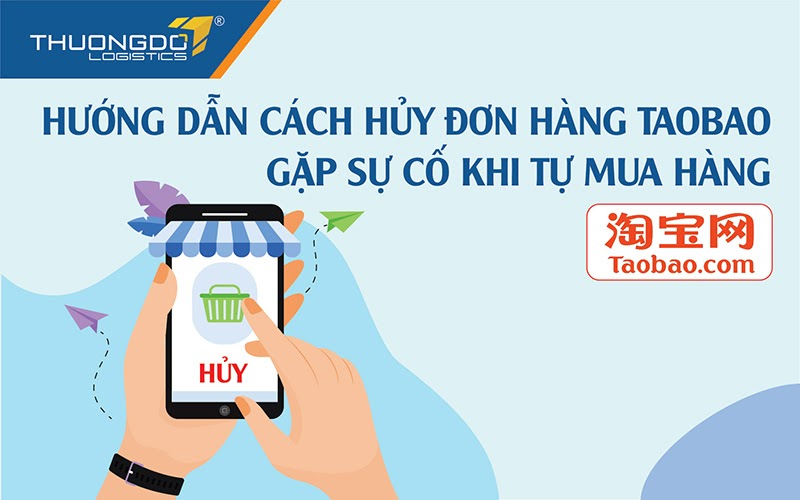 THUONGDO
LOGISTICS
®
HƯỚNG DẪN CÁCH HỦY ĐƠN HÀNG TAOBAO
GẶP SỰ CỐ KHI TỰ MUA HÀNG
淘宝网
Taobao.com
HỦY